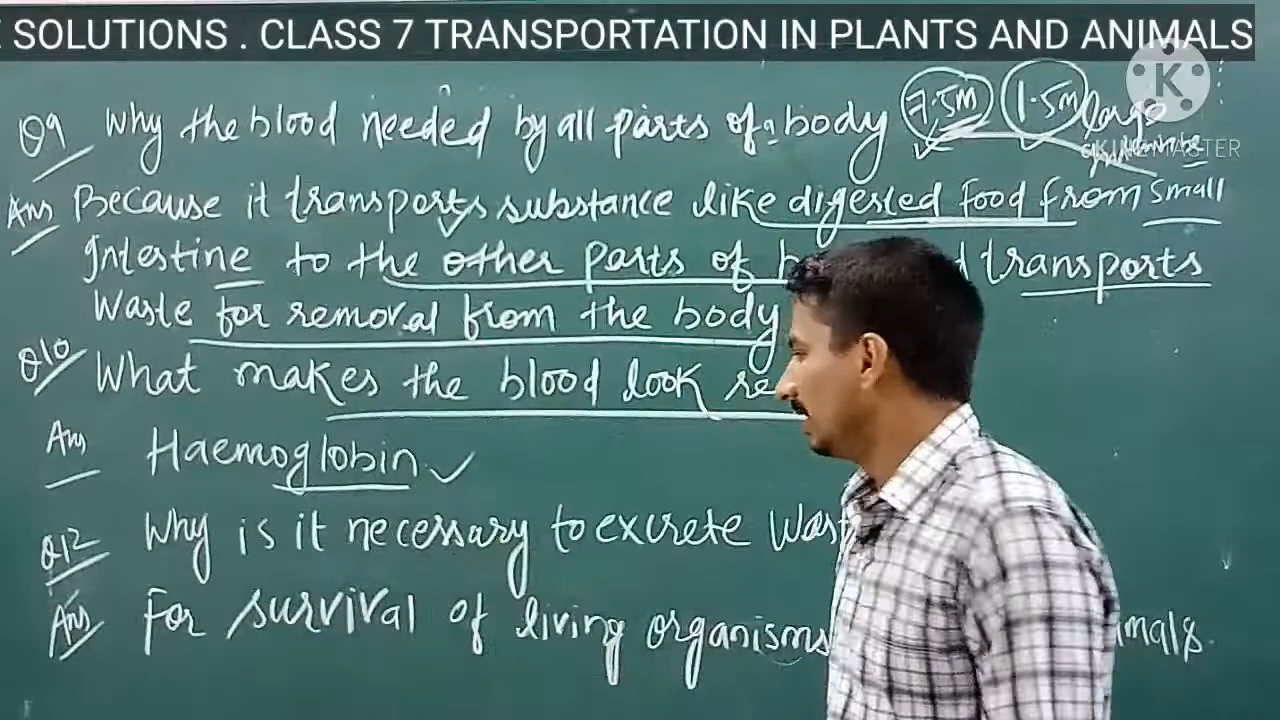 SOLUTIONS . CLASS 7 TRANSPORTATION IN PLANTS AND ANIMALS
K
KINEMASTER
7.5m 1.5m large
Q9 Why the blood needed by all parts of a body
Ans Because it transports substance like digested food from small
Intestine to the other parts of transports
Waste for removal from the body
Q10 What makes the blood look
Ans Haemoglobin ✓
Q12 Why is it necessary to excrete
Ans For survival of living organisms